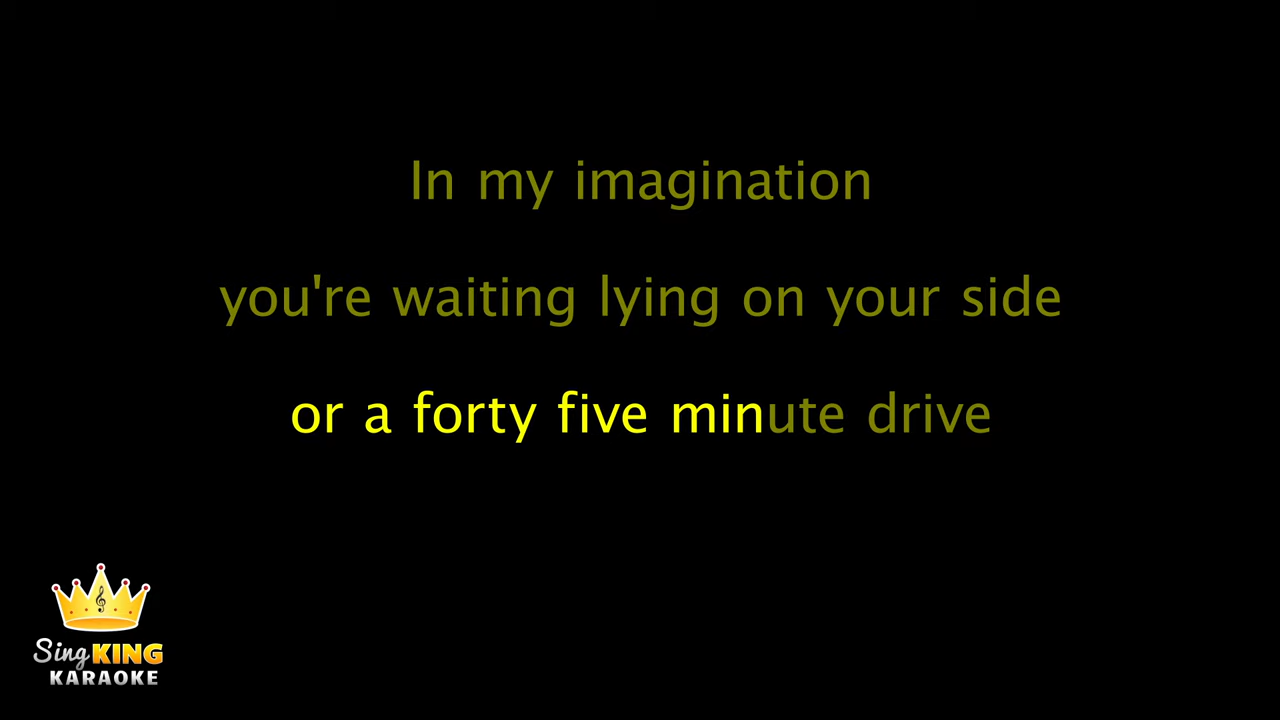 In my imagination
you're waiting lying on your side
or a forty five minute drive
Sing KING
KARAOKE